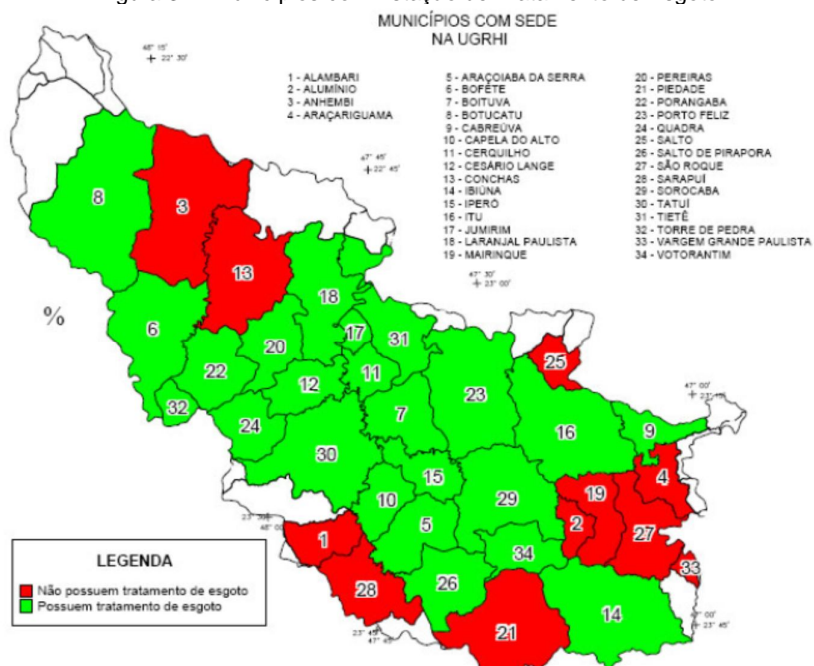 MUNICÍPIOS COM SEDE
NA UGRHI
1 - ALAMBARI
2 - ALUMÍNIO
3 - ANHEMBI
4 - ARAÇARIGUAMA
5 - ARAÇOIABA DA SERRA
6 - BOFETE
7 - BOITUVA
8 - BOTUCATU
9 - CABREÚVA
10 - CAPELA DO ALTO
11 - CERQUILHO
12 - CESÁRIO LANGE
13 - CONCHAS
14 - IBIÚNA
15 - IPERÓ
16 - ITU
17 - JUMIRIM
18 - LARANJAL PAULISTA
19 - MAIRINQUE
20 - PEREIRAS
21 - PIEDADE
22 - PORANGABA
23 - PORTO FELIZ
24 - QUADRA
25 - SALTO
26 - SALTO DE PIRAPORA
27 - SÃO ROQUE
28 - SARAPUÍ
29 - SOROCABA
30 - TATUÍ
31 - TIETÊ
32 - TORRE DE PEDRA
33 - VARGEM GRANDE PAULISTA
34 - VOTORANTIM
48° 15'
22° 30'
47° 45'
22° 45'
47° 30'
23° 00'
47° 00'
8
3
13
18
6
%
17
31
20
25
22
11
12
23
32
7
24
16
9
30
15
4
10
29
19
5
2
27
1
34
33
28
26
14
21
23° 45'
00'
23° 45'
LEGENDA
Não possuem tratamento de esgoto
Possuem tratamento de esgoto